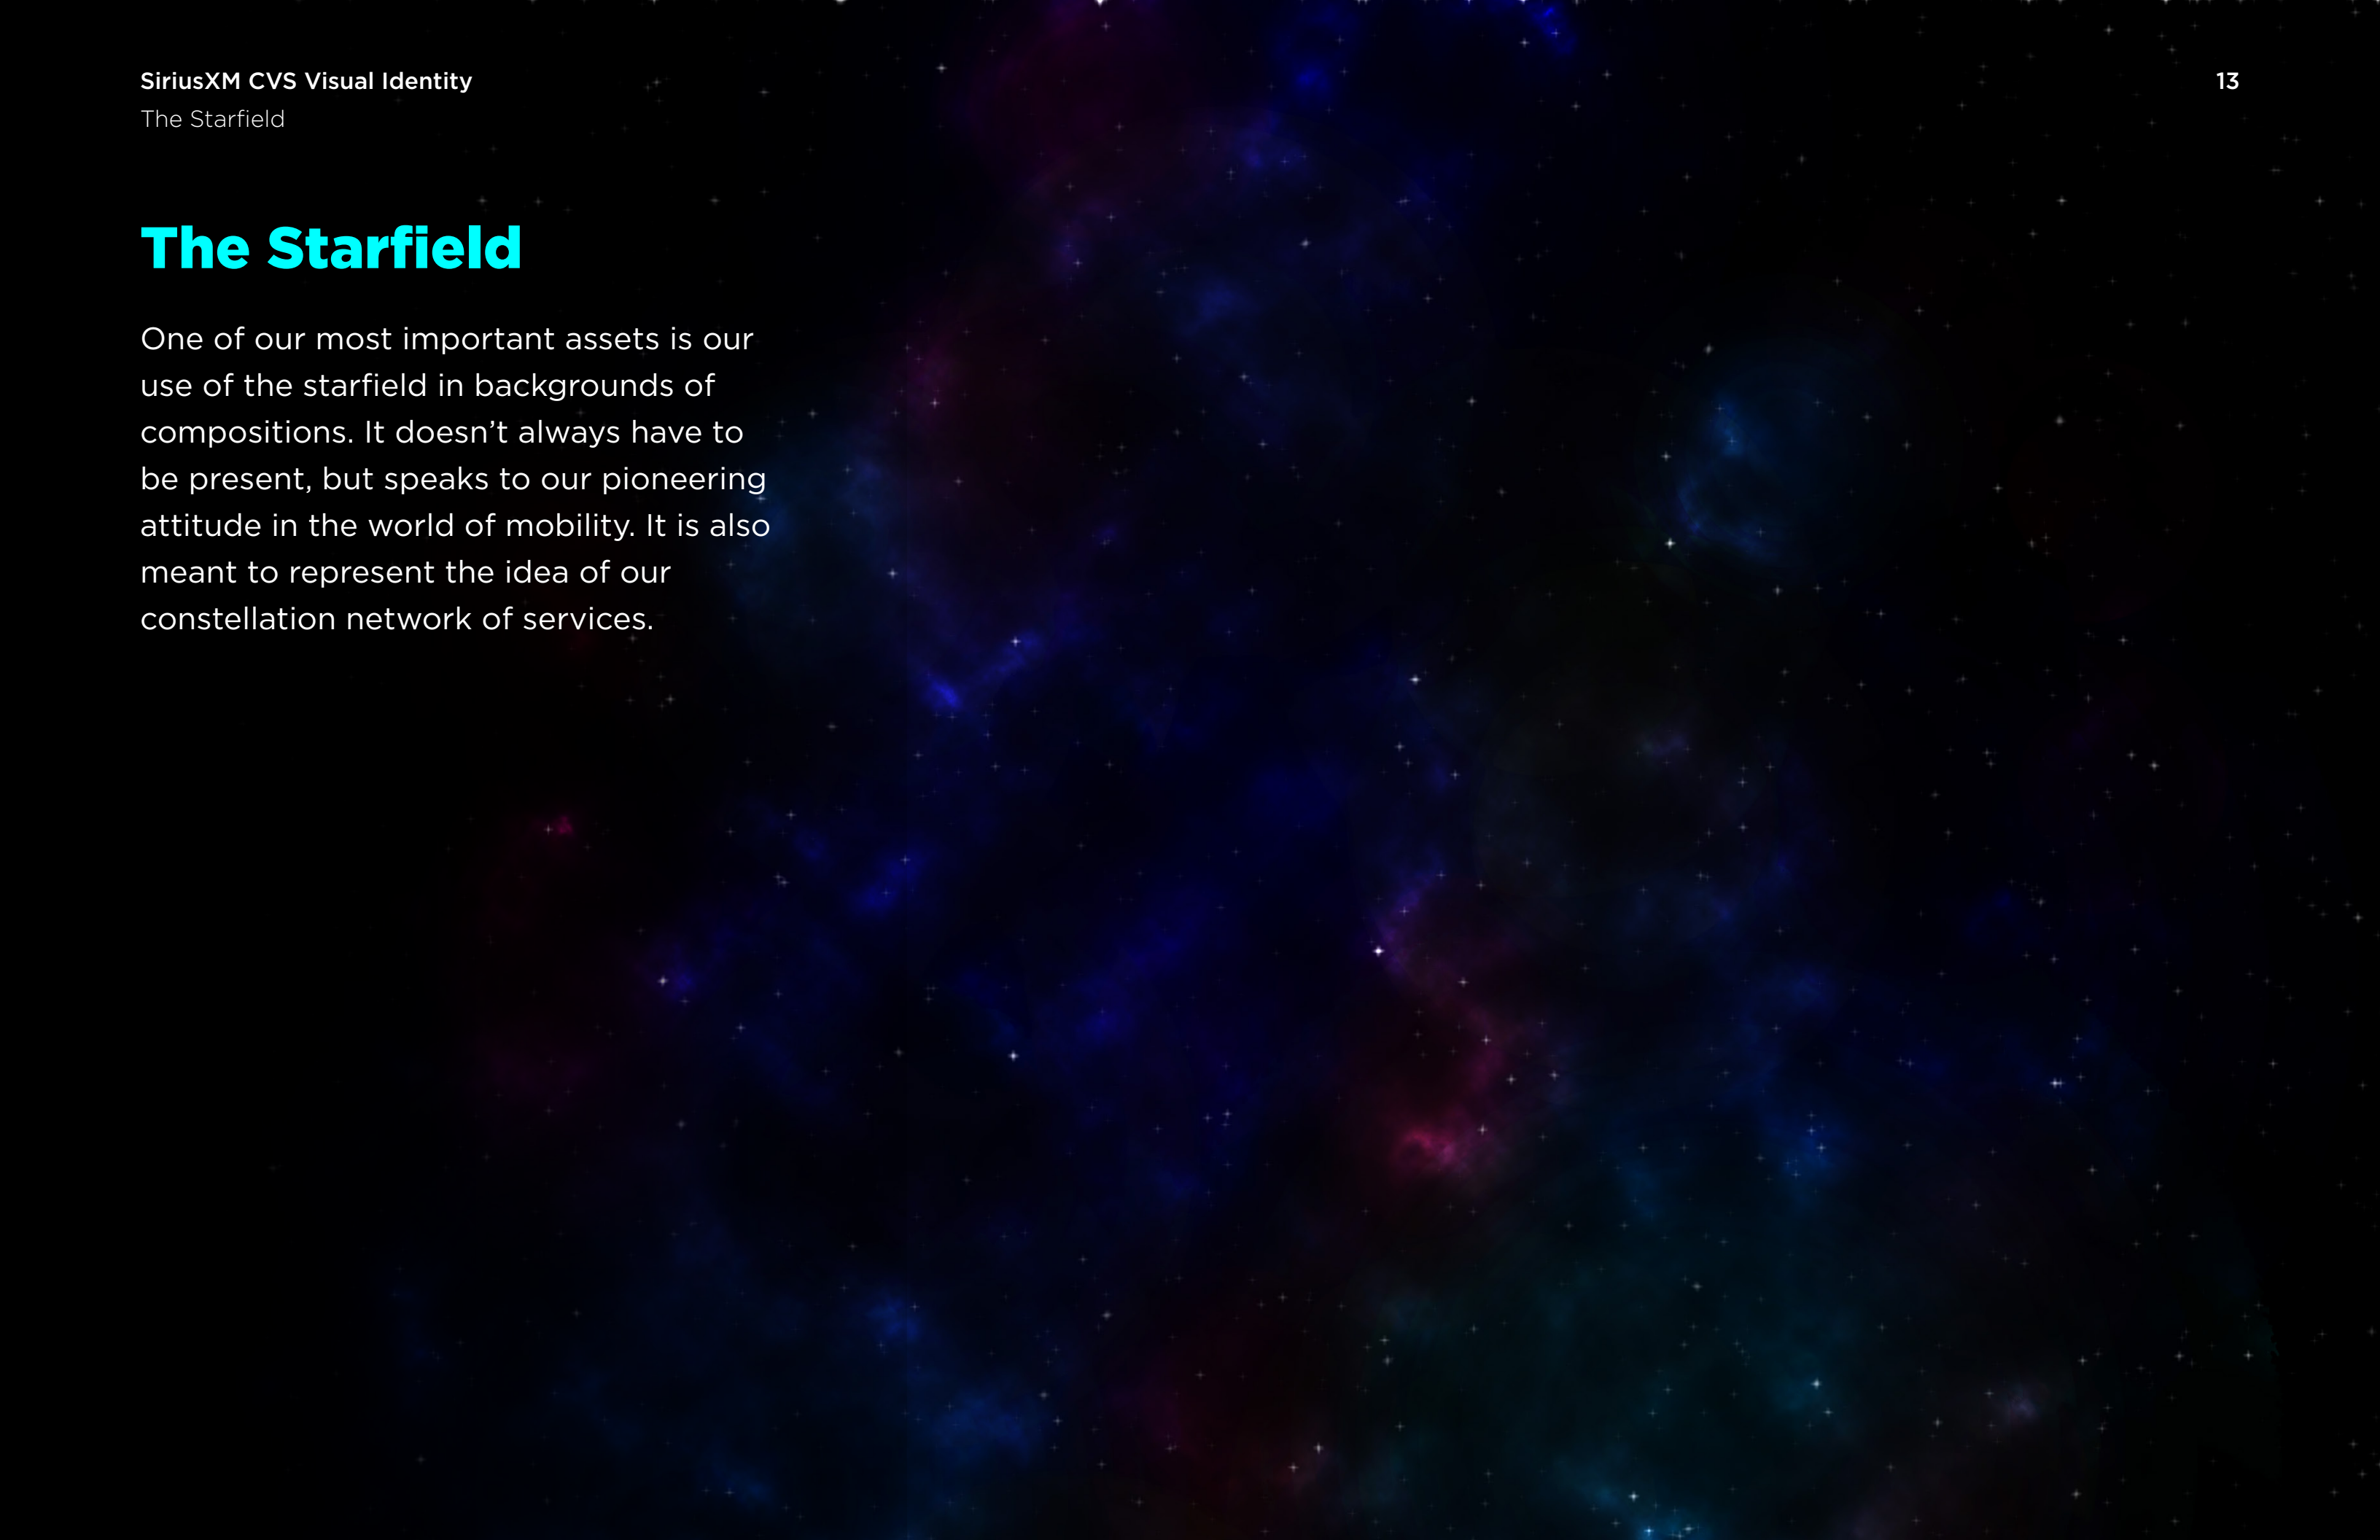 SiriusXM CVS Visual Identity
The Starfield
13
The Starfield
One of our most important assets is our
use of the starfield in backgrounds of
compositions. It doesn’t always have to
be present, but speaks to our pioneering
attitude in the world of mobility. It is also
meant to represent the idea of our
constellation network of services.